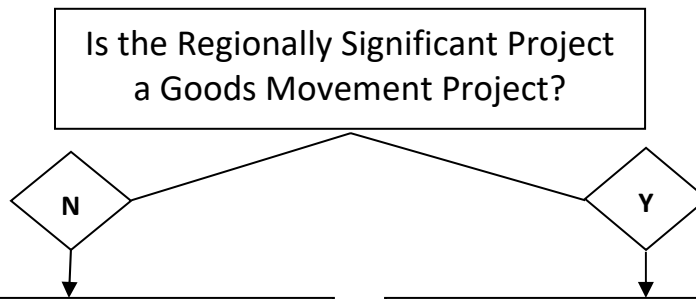 Is the Regionally Significant Project
a Goods Movement Project?
N
Y